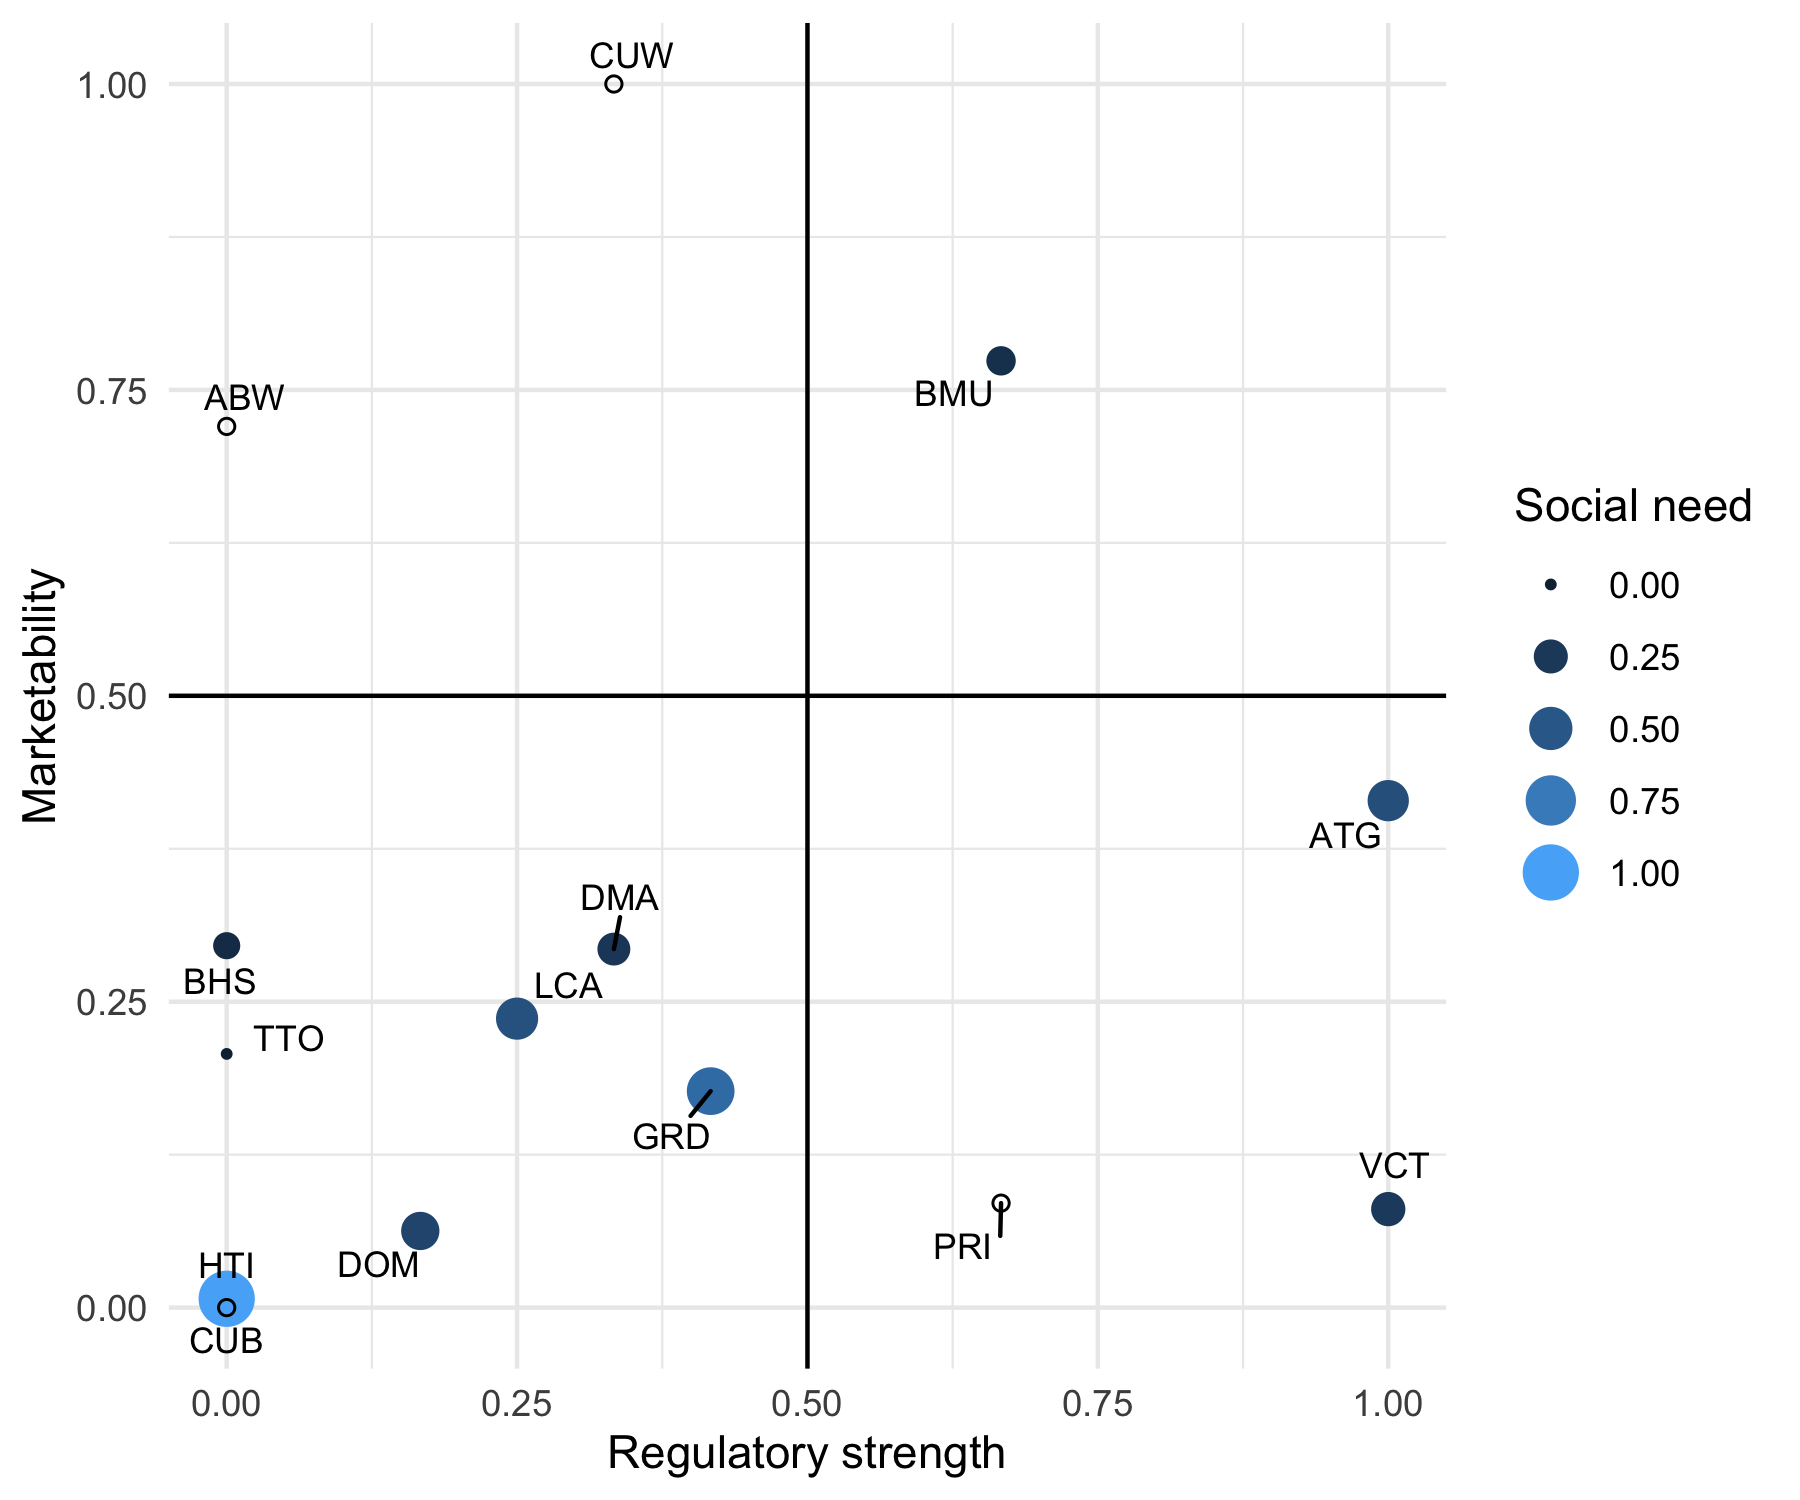 CUW
1.00
ABW
0.75
BMU
Social need
0.00
0.25
0.50
0.75
1.00
0.50
Marketability
ATG
DMA
BHS
LCA
0.25
TTO
GRD
VCT
PRI
HTI
DOM
0.00
CUB
0.00 0.25 0.50 0.75 1.00
Regulatory strength